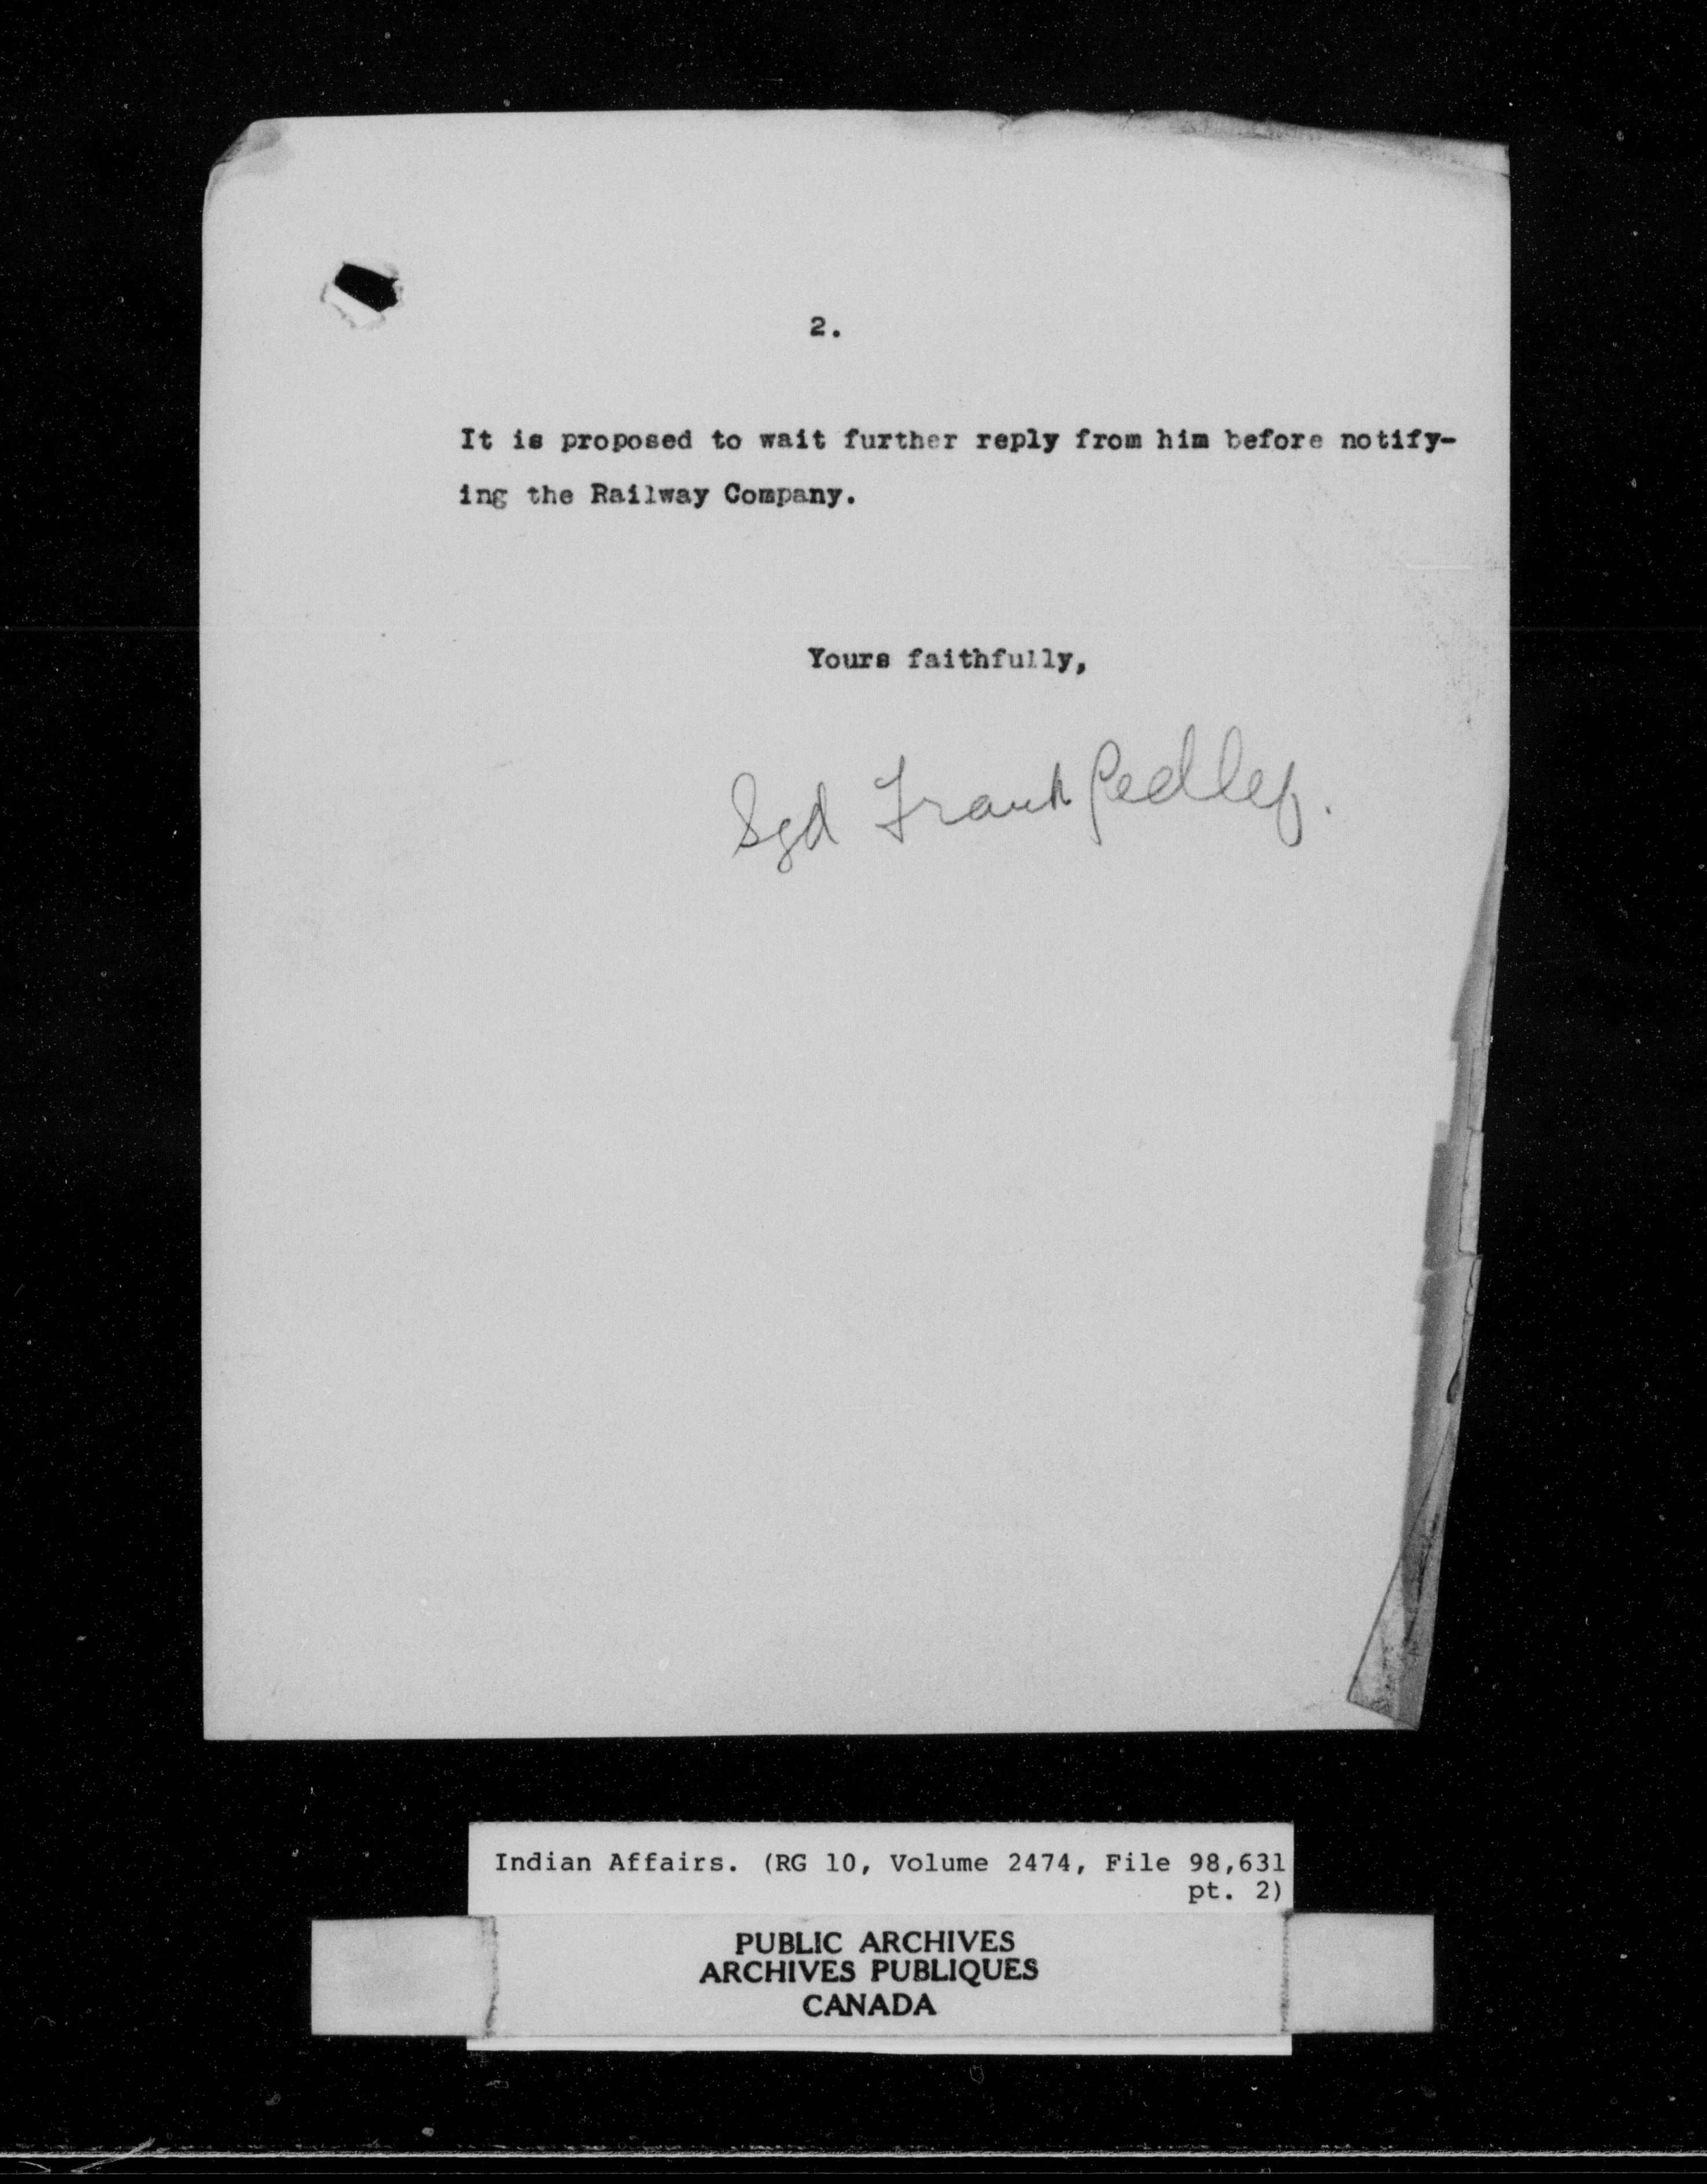 2.
It is proposed to wait further reply from him before notify-
ing the Railway Company.
Yours faithfully,
Sgd Frank Pedley.
Indian Affairs. (RG 10, Volume 2474, File 98,631
pt. 2)
PUBLIC ARCHIVES
ARCHIVES PUBLIQUES
CANADA